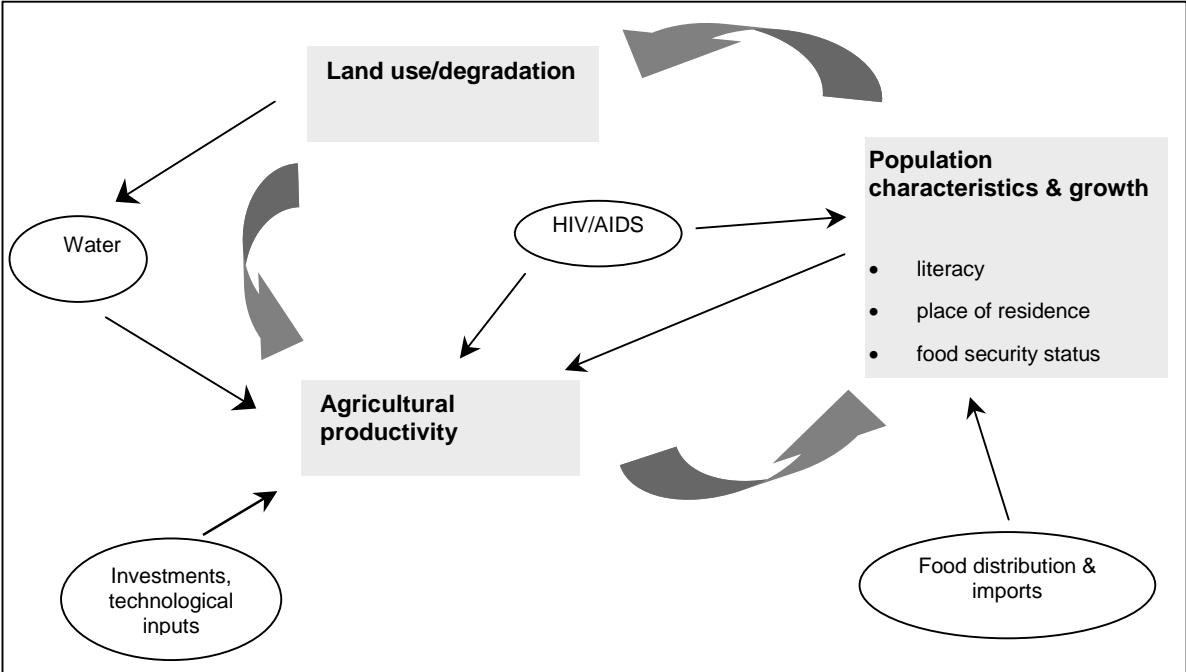 Land use/degradation
Population
characteristics & growth
• literacy
• place of residence
• food security status
Water
HIV/AIDS
Agricultural
productivity
Investments,
technological
inputs
Food distribution &
imports